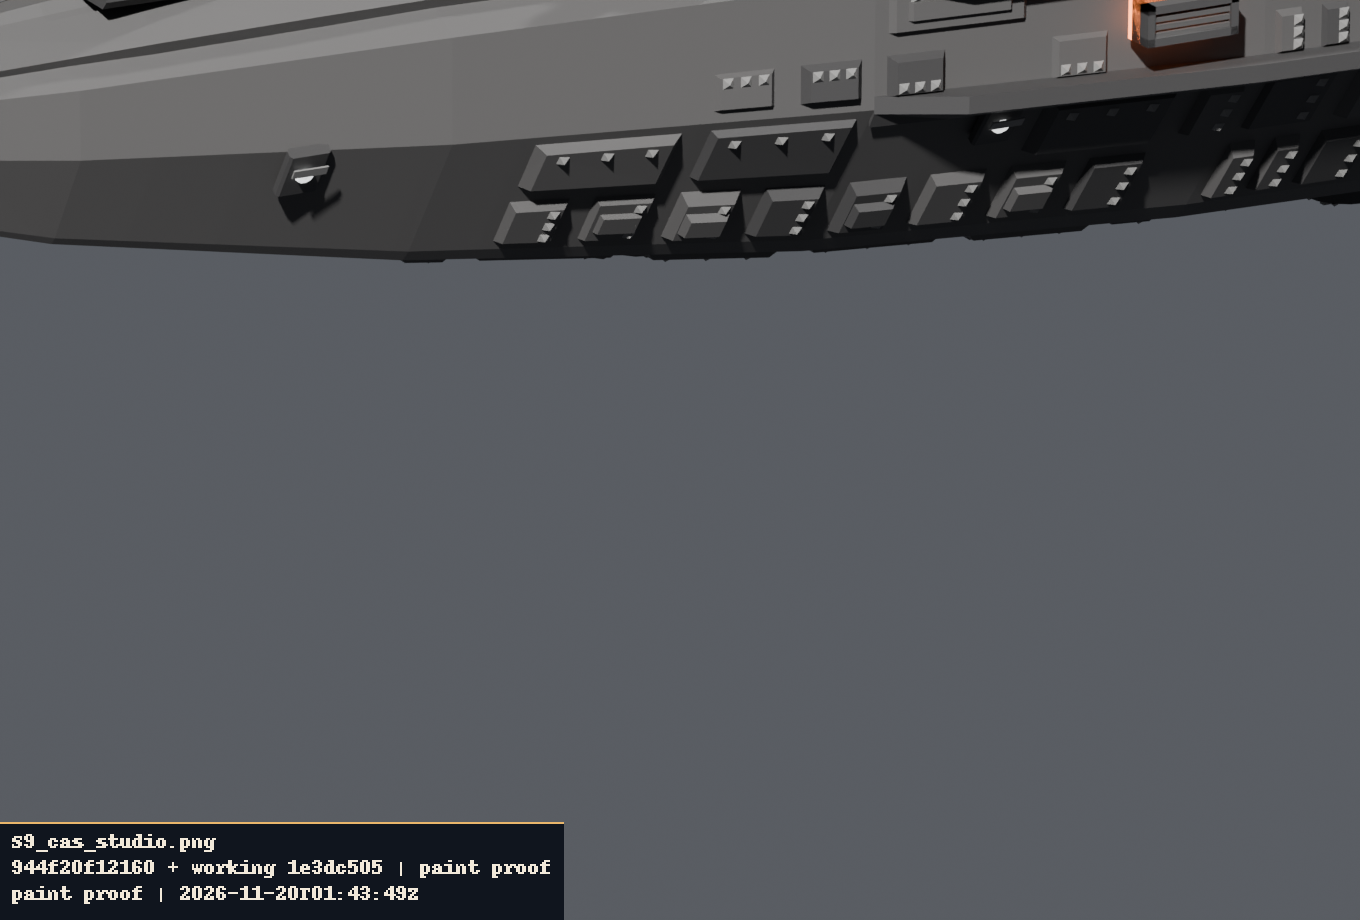 S9_cas_studio.png
944f20f12160 + working 1e3dc505 | paint proof
paint proof | 2026-11-20T01:43:49Z